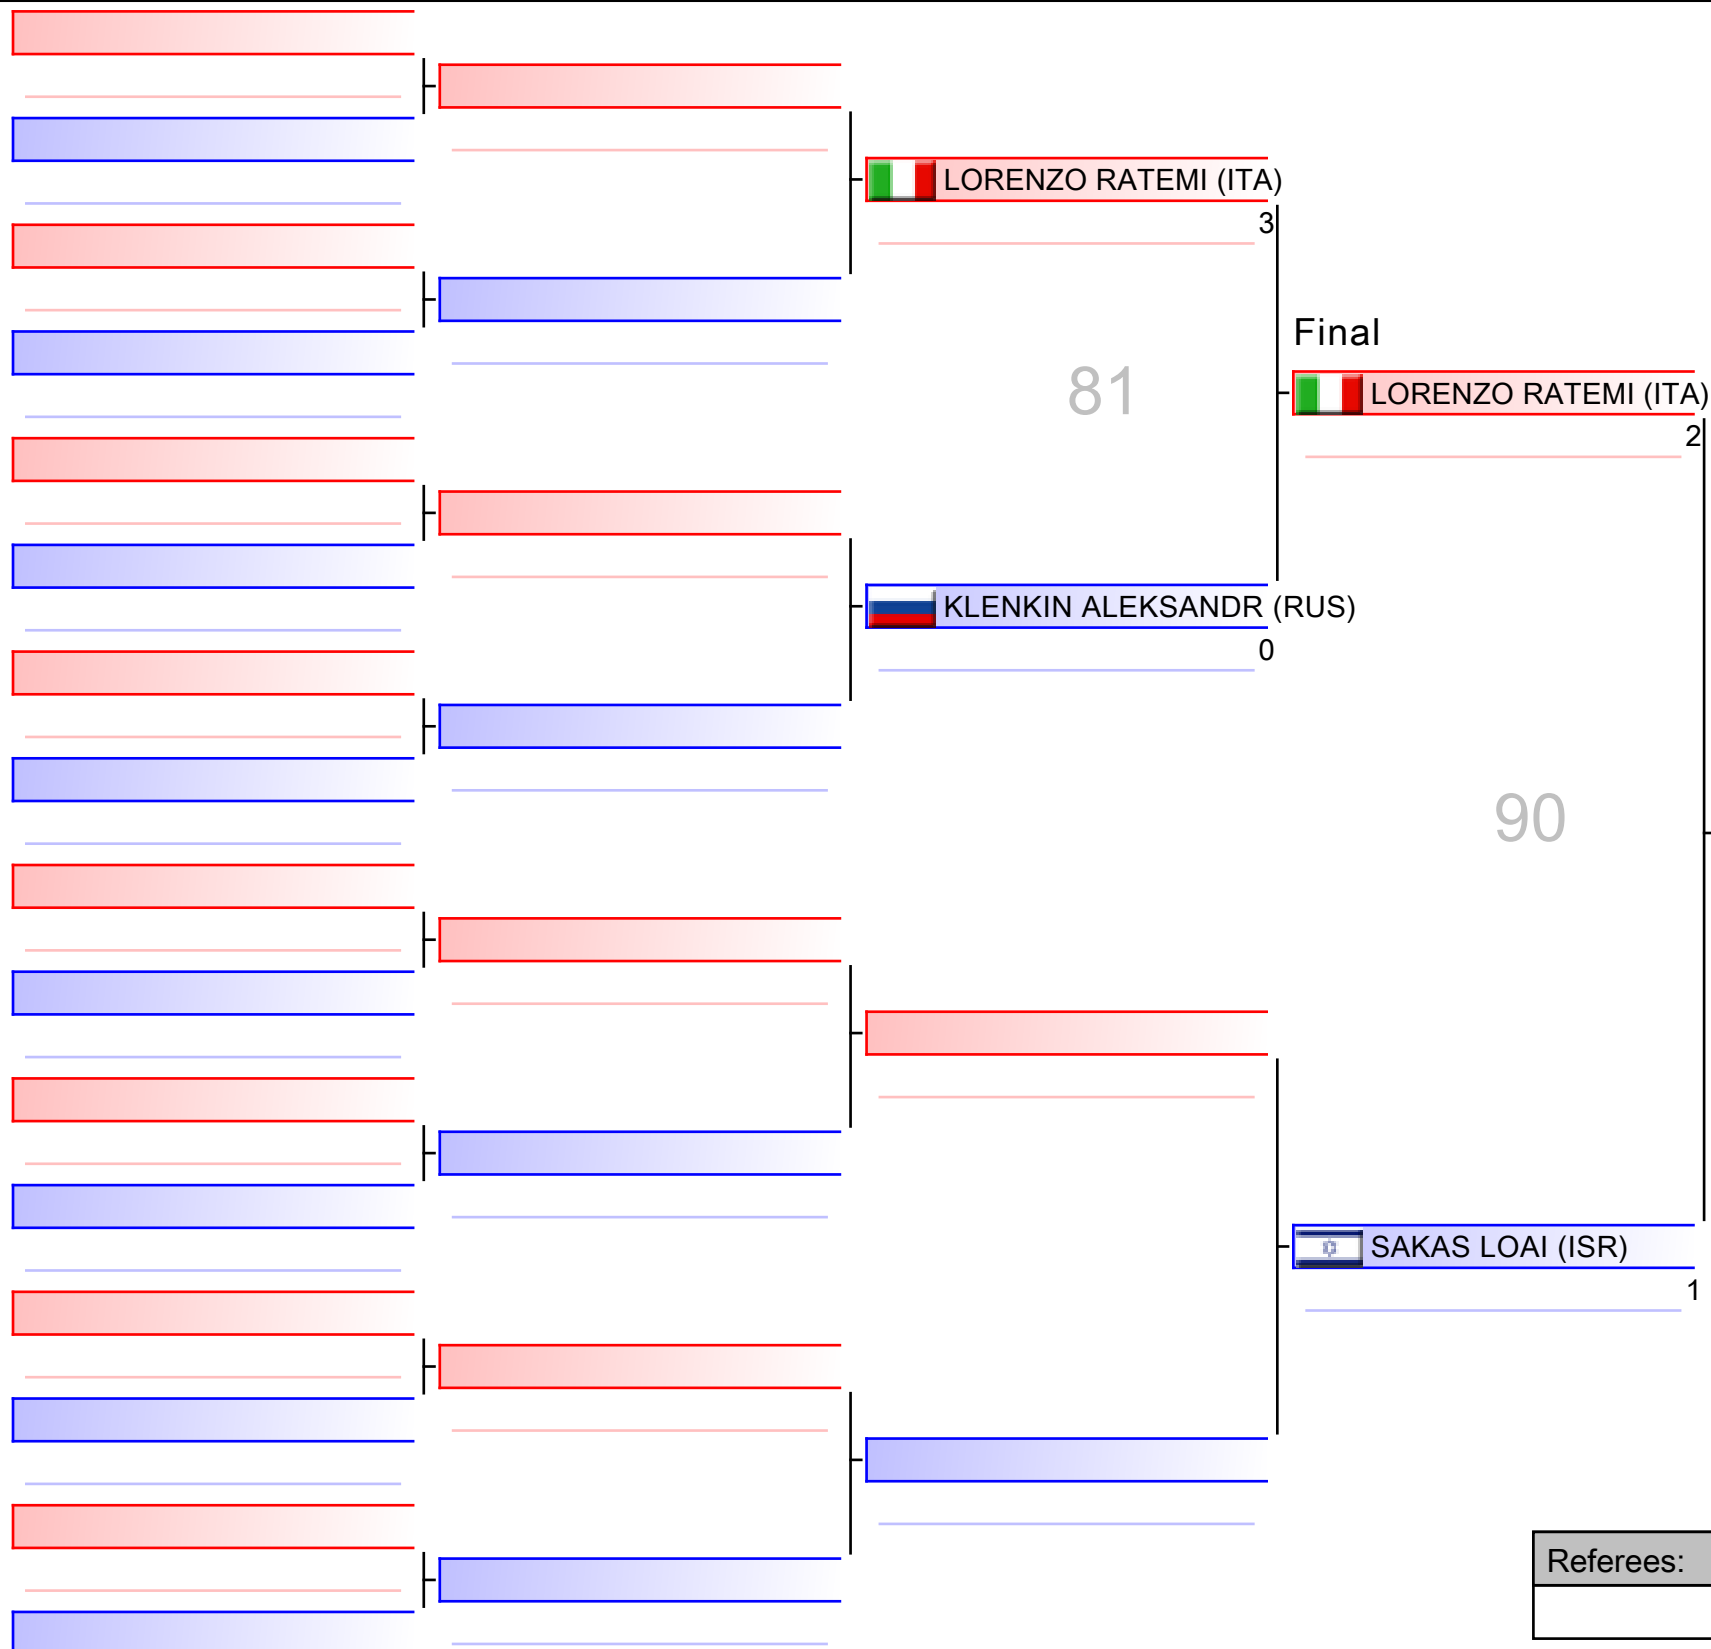 LORENZO RATEMI (ITA)
3
Final
81
LORENZO RATEMI (ITA)
2
KLENKIN ALEKSANDR (RUS)
0
90
SAKAS LOAI (ISR)
1
Referees: